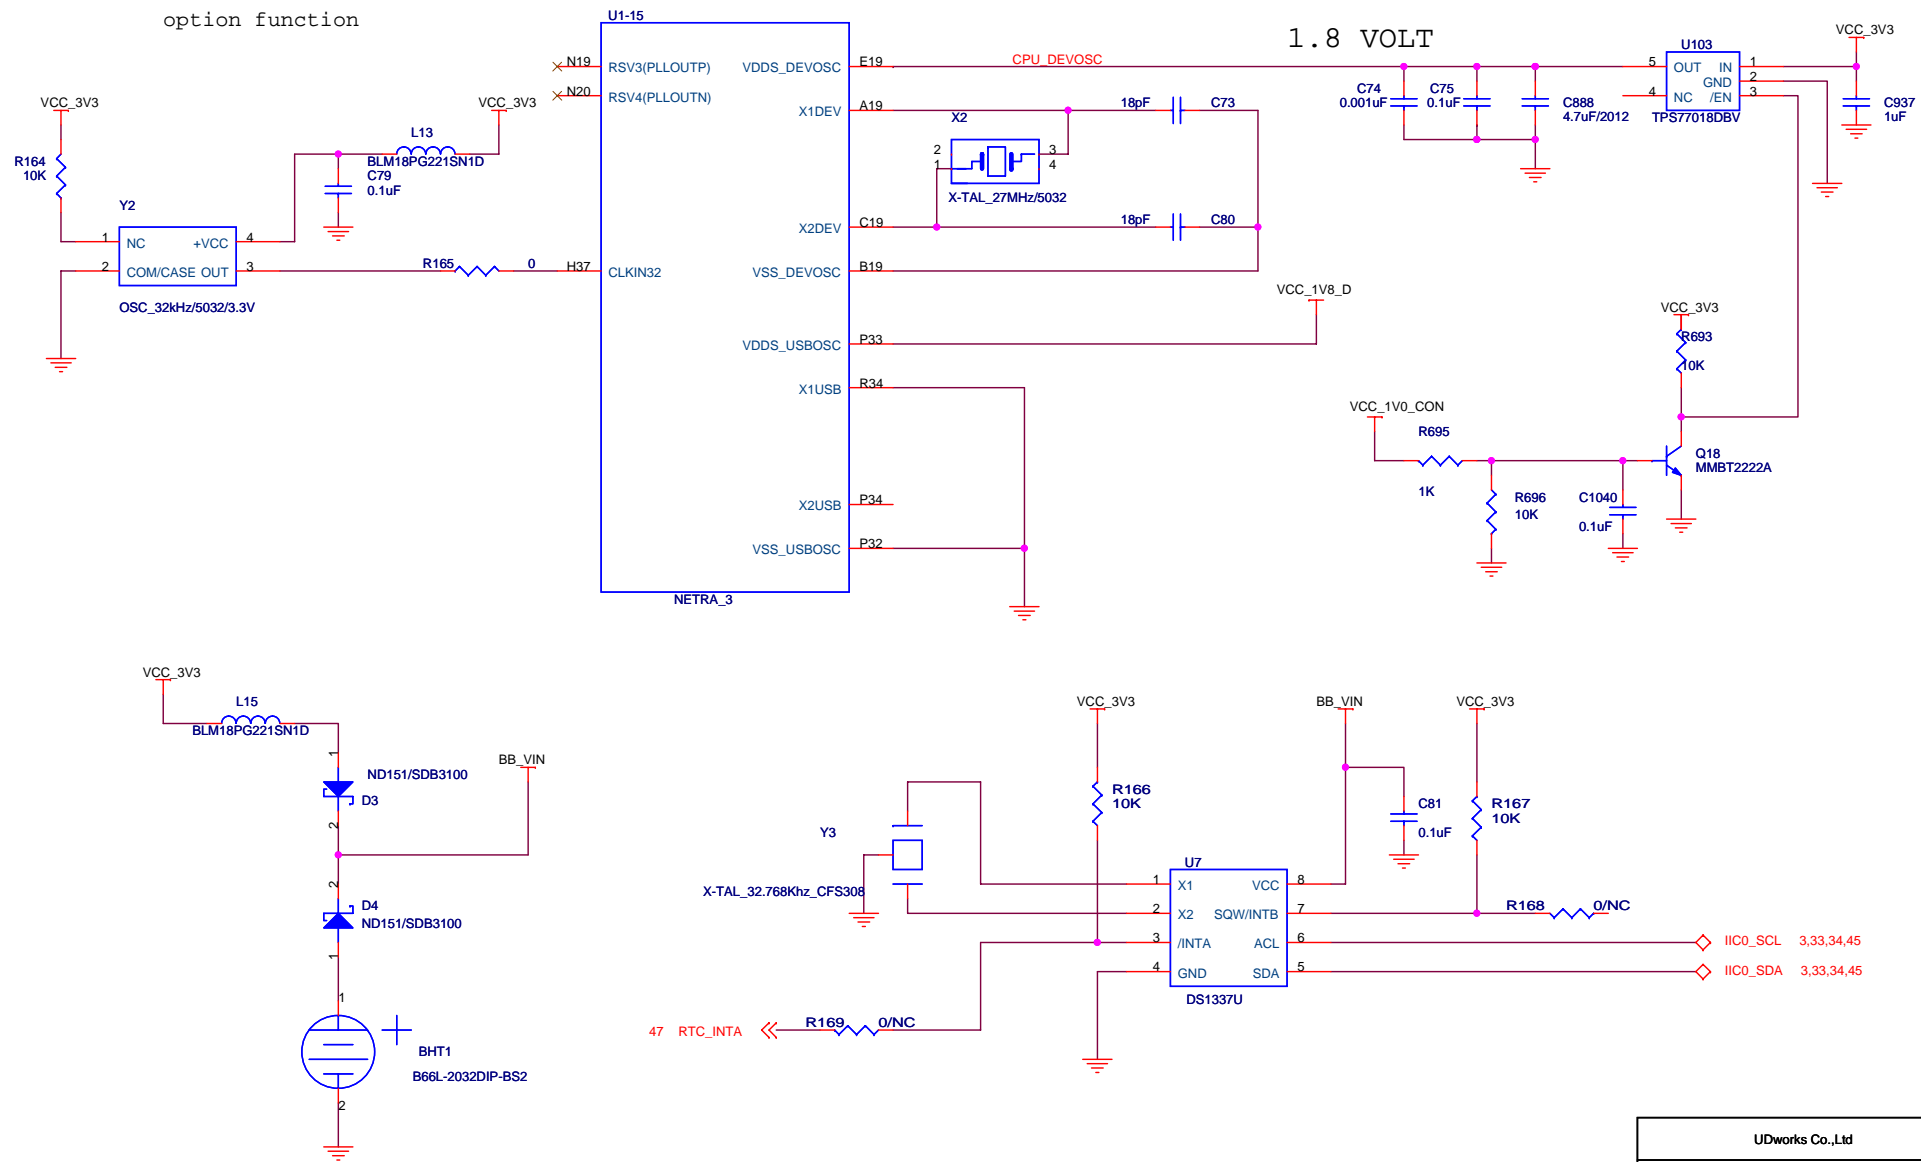 option function
1.8 VOLT
VCC_3V3
R164
10K
Y2
1
NC
+VCC
4
2
COM/CASE
OUT
3
OSC_32kHz/5032/3.3V
VCC_3V3
L13
BLM18PG221SN1D
C79
0.1uF
R165
0
U1-15
N19
RSV3(PLLOUTP)
N20
RSV4(PLLOUTN)
H37
CLKIN32
VDDS_DEVOSC
E19
X1DEV
A19
X2DEV
C19
VSS_DEVOSC
B19
VDDS_USBOSC
P33
X1USB
R34
X2USB
P34
VSS_USBOSC
P32
NETRA_3
CPU_DEVOSC
18pF
C73
X2
2
1
3
4
X-TAL_27MHz/5032
18pF
C80
VCC_1V8_D
C74
0.001uF
C75
0.1uF
C888
4.7uF/2012
U103
5
OUT
IN
1
GND
2
4
NC
/EN
3
TPS77018DBV
VCC_3V3
C937
1uF
VCC_3V3
R693
10K
VCC_1V0_CON
R695
1K
R696
10K
C1040
0.1uF
Q18
MMBT2222A
VCC_3V3
L15
BLM18PG221SN1D
1
ND151/SDB3100
D3
2
BB_VIN
2
D4
ND151/SDB3100
1
1
BHT1
B66L-2032DIP-BS2
2
VCC_3V3
R166
10K
Y3
X-TAL_32.768Khz_CFS308
BB_VIN
C81
0.1uF
VCC_3V3
R167
10K
U7
1
X1
VCC
8
2
X2
SQW/INTB
7
3
/INTA
ACL
6
4
GND
SDA
5
DS1337U
R168
0/NC
IIC0_SCL
3,33,34,45
IIC0_SDA
3,33,34,45
47
RTC_INTA
R169
0/NC
UDworks Co.,Ltd